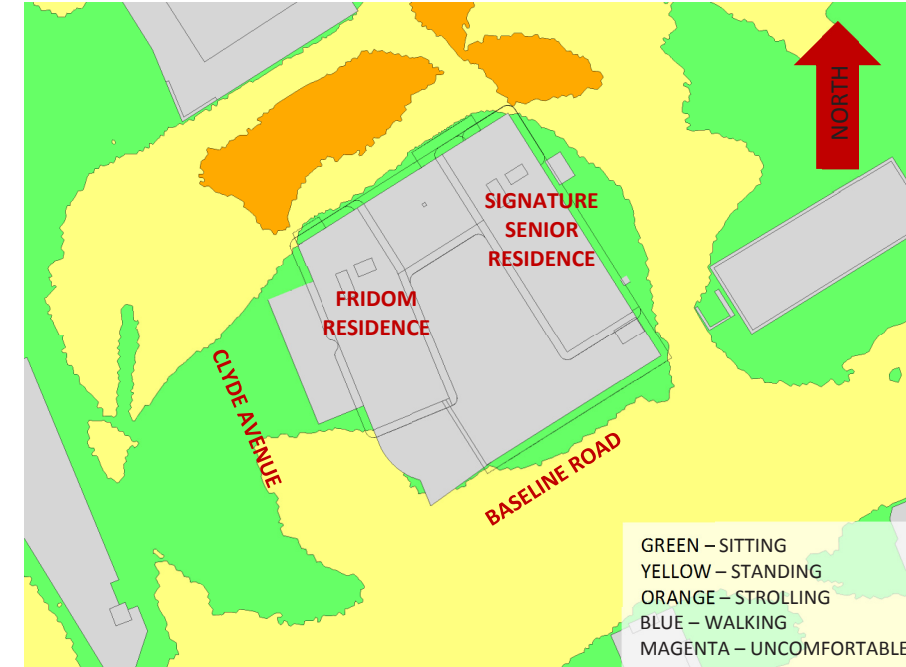 NORTH
SIGNATURE
SENIOR
RESIDENCE
FRIDOM
RESIDENCE
CLYDE AVENUE
BASELINE ROAD
GREEN – SITTING
YELLOW – STANDING
ORANGE – STROLLING
BLUE – WALKING
MAGENTA – UNCOMFORTABLE